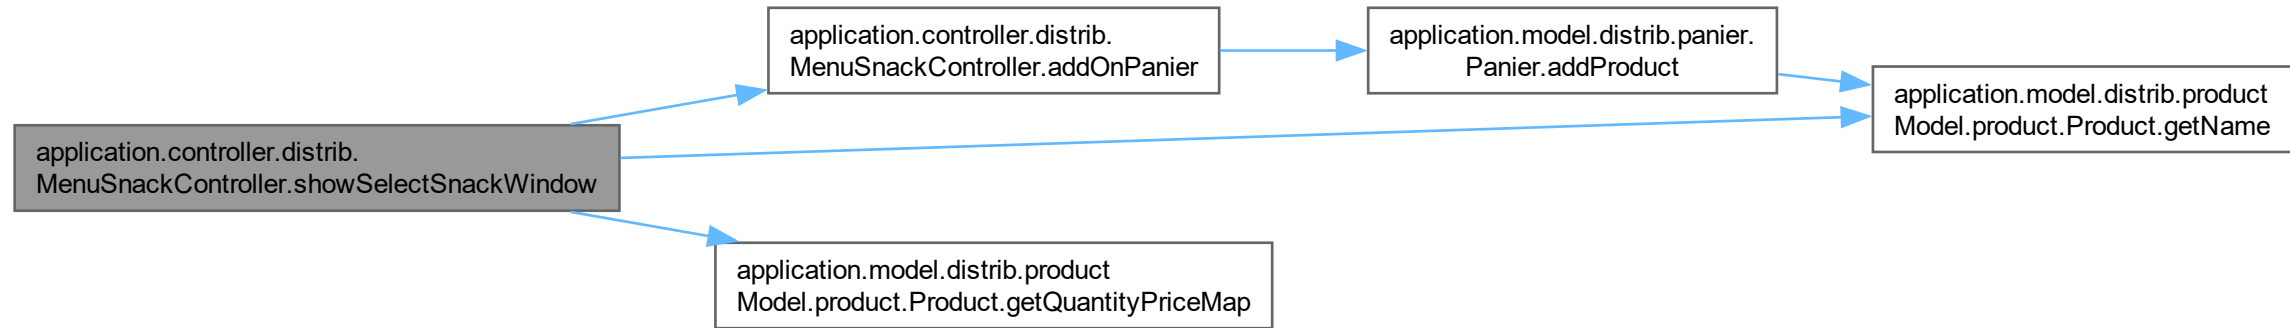 application.controller.distrib.
MenuSnackController.showSelectSnackWindow
application.controller.distrib.
MenuSnackController.addOnPanier
application.model.distrib.panier.
Panier.addProduct
application.model.distrib.product
Model.product.Product.getName
application.model.distrib.product
Model.product.Product.getQuantityPriceMap